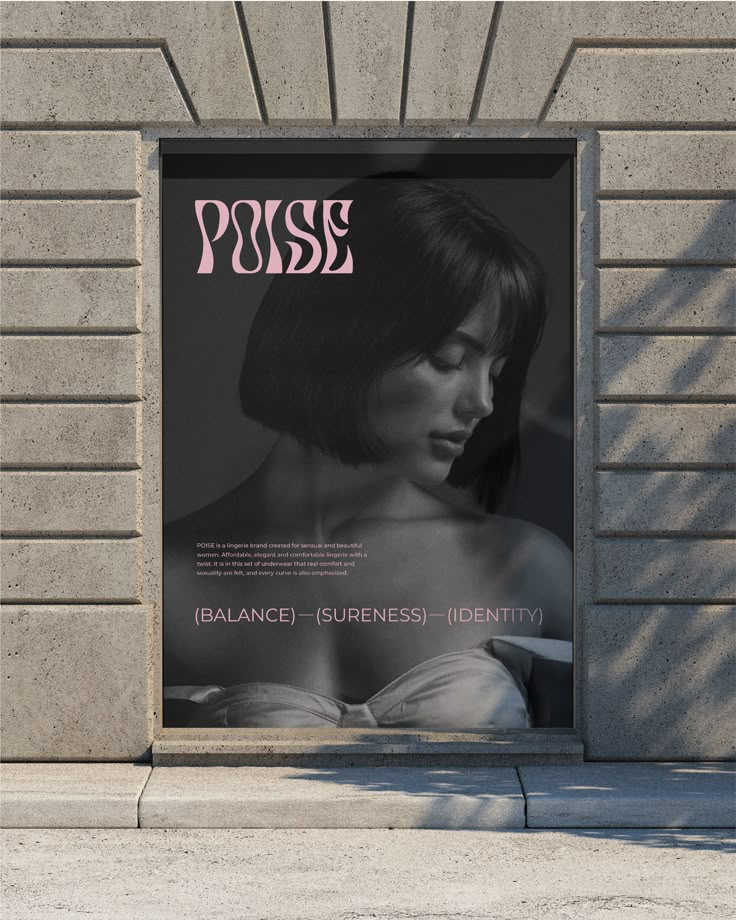 POISE
POISE is a lingerie brand created for sensual and beautiful
women. Affordable, elegant and comfortable lingerie with a
twist. It is in this set of underwear that real comfort and
sexuality are felt, and every curve is also emphasized.
(BALANCE)—(SURENESS)—(IDENTITY)